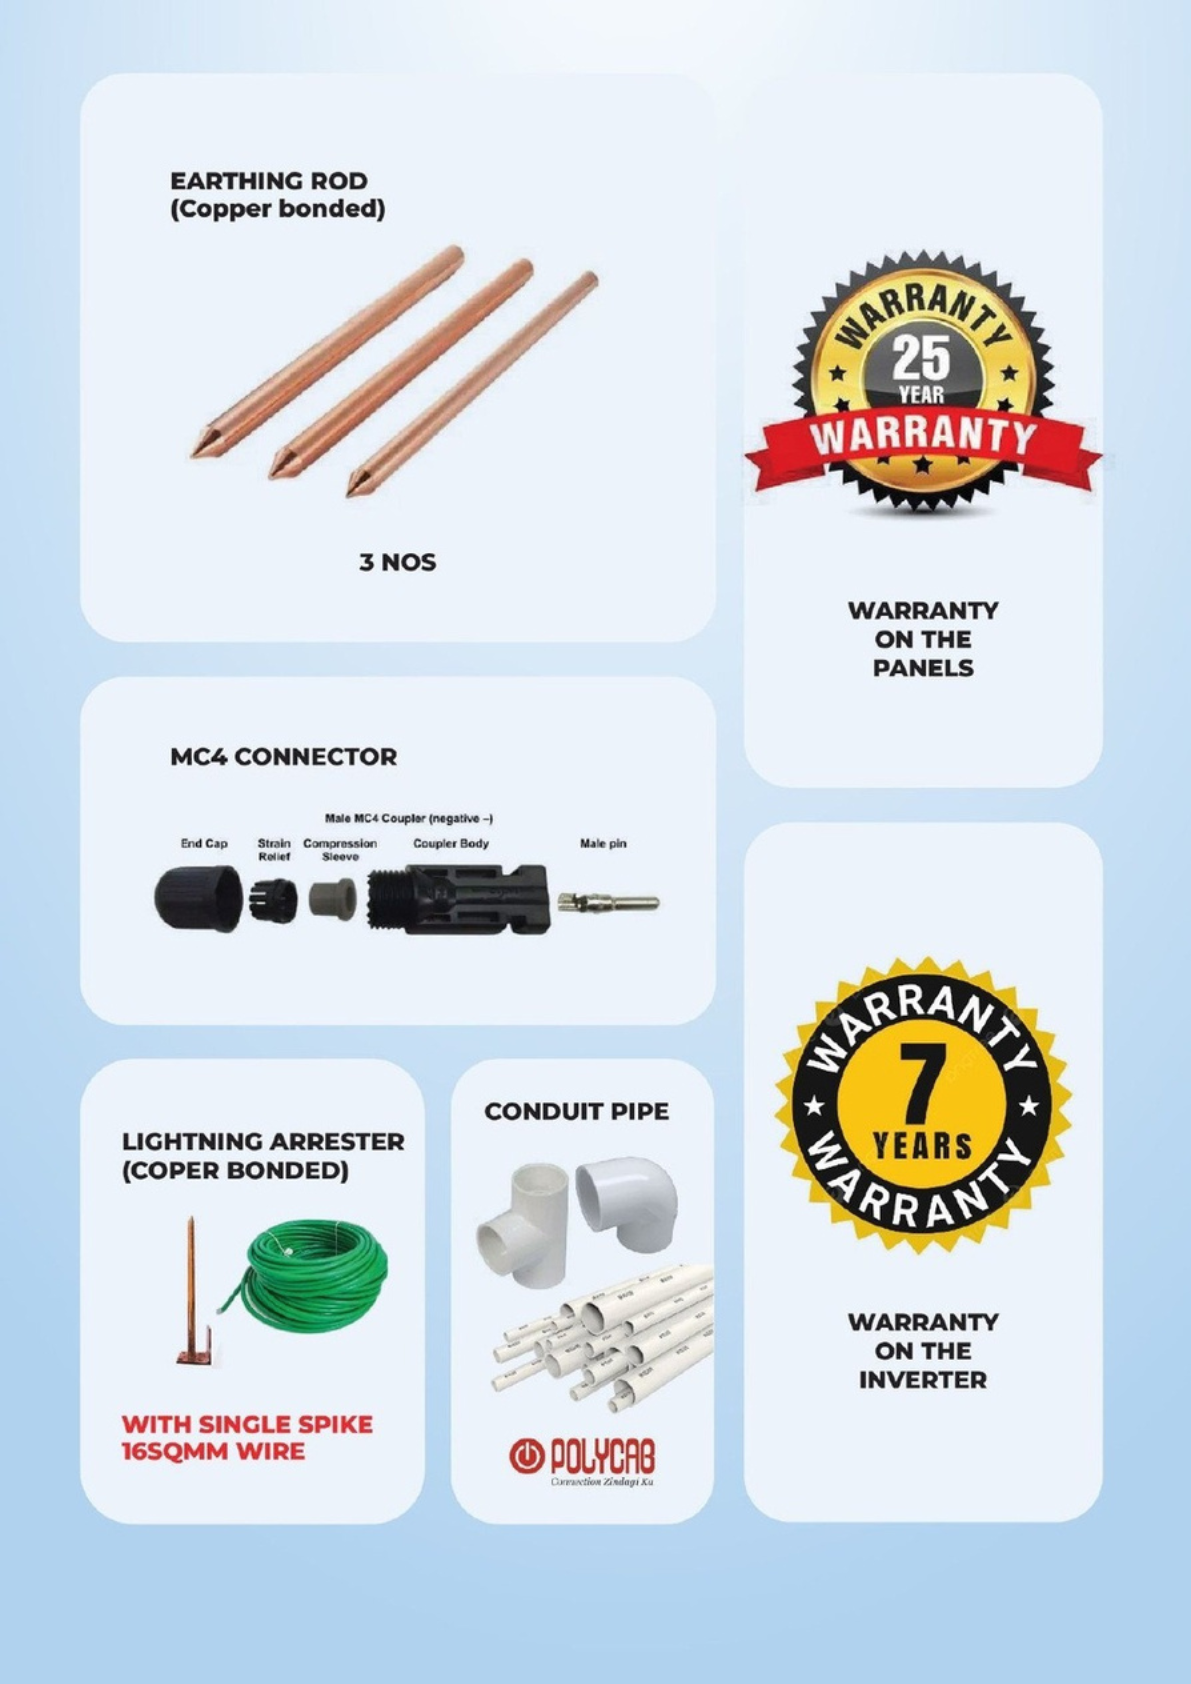 EARTHING ROD
(Copper bonded)
3 NOS
WARRANTY
25
YEAR
WARRANTY
WARRANTY
ON THE
PANELS
MC4 CONNECTOR
Male MC4 Coupler (negative –)
End Cap
Strain
Relief
Compression
Sleeve
Coupler Body
Male pin
LIGHTNING ARRESTER
(COPER BONDED)
WITH SINGLE SPIKE
16SQMM WIRE
CONDUIT PIPE
POLYCAB
Connection Zindagi Ka
WARRANTY
7
YEARS
WARRANTY
WARRANTY
ON THE
INVERTER